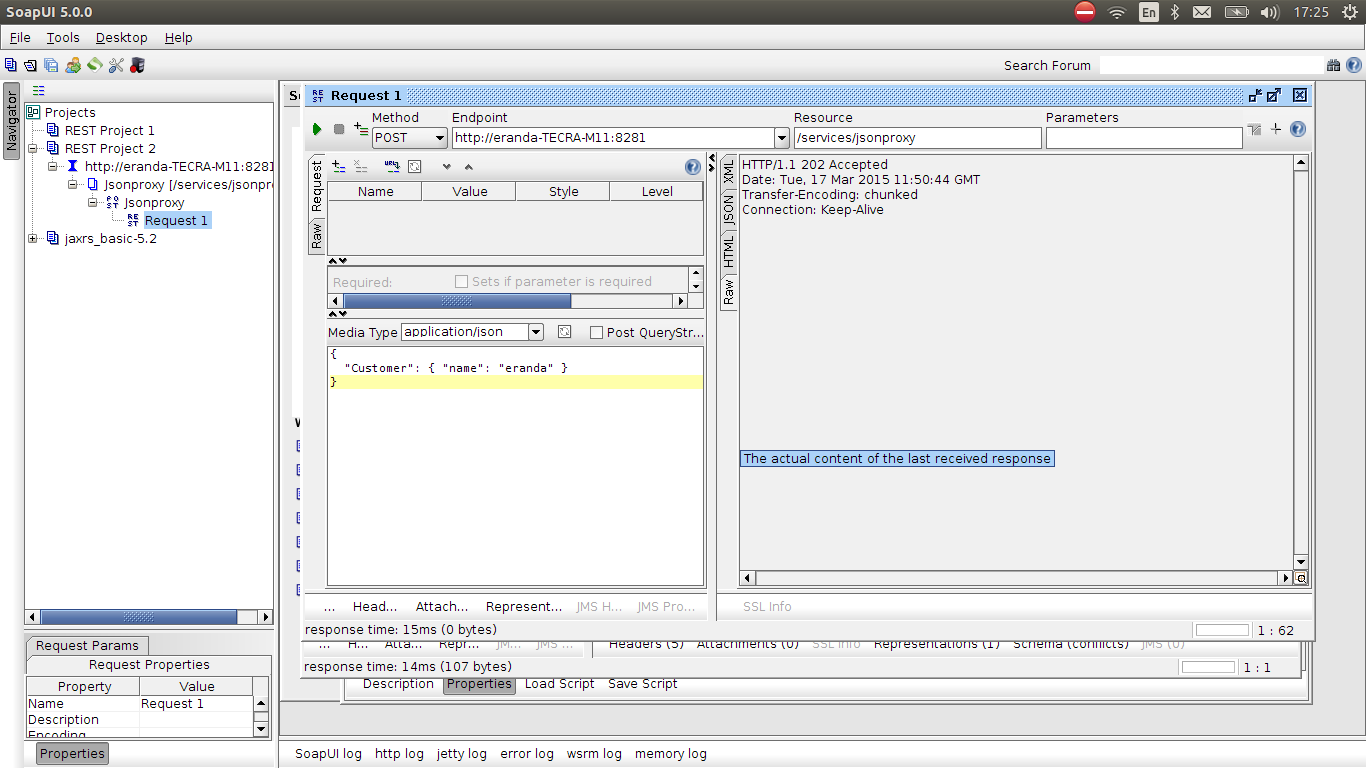 SoapUI 5.0.0
En
17:25
File Tools Desktop Help
Search Forum
Navigator
Projects
REST Project 1
REST Project 2
http://eranda-TECRA-M11:8281
Jsonproxy [/services/jsonpr
Jsonproxy
Request 1
jaxrs_basic-5.2
Request 1
Method
Endpoint
Resource
Parameters
POST
http://eranda-TECRA-M11:8281
/services/jsonproxy
Request
Raw
Name Value Style Level
Required:
Sets if parameter is required
Media Type
application/json
Post QueryStr...
{
"Customer": { "name": "eranda" }
}
XML
JSON
HTML
Raw
HTTP/1.1 202 Accepted
Date: Tue, 17 Mar 2015 11:50:44 GMT
Transfer-Encoding: chunked
Connection: Keep-Alive
The actual content of the last received response
... Head... Attach... Represent... JMS H... JMS Pro...
SSL Info
response time: 15ms (0 bytes)
1 : 62
... H... Atta... Repr... JM... JMS ...
Headers (5) Attachments (0) SSL Info Representations (1) Schema (conflicts) JMS (0)
response time: 14ms (107 bytes)
1 : 1
Description Properties Load Script Save Script
Request Params
Request Properties
Property Value
Name Request 1
Description
Encoding
Properties
SoapUI log http log jetty log error log wsrm log memory log